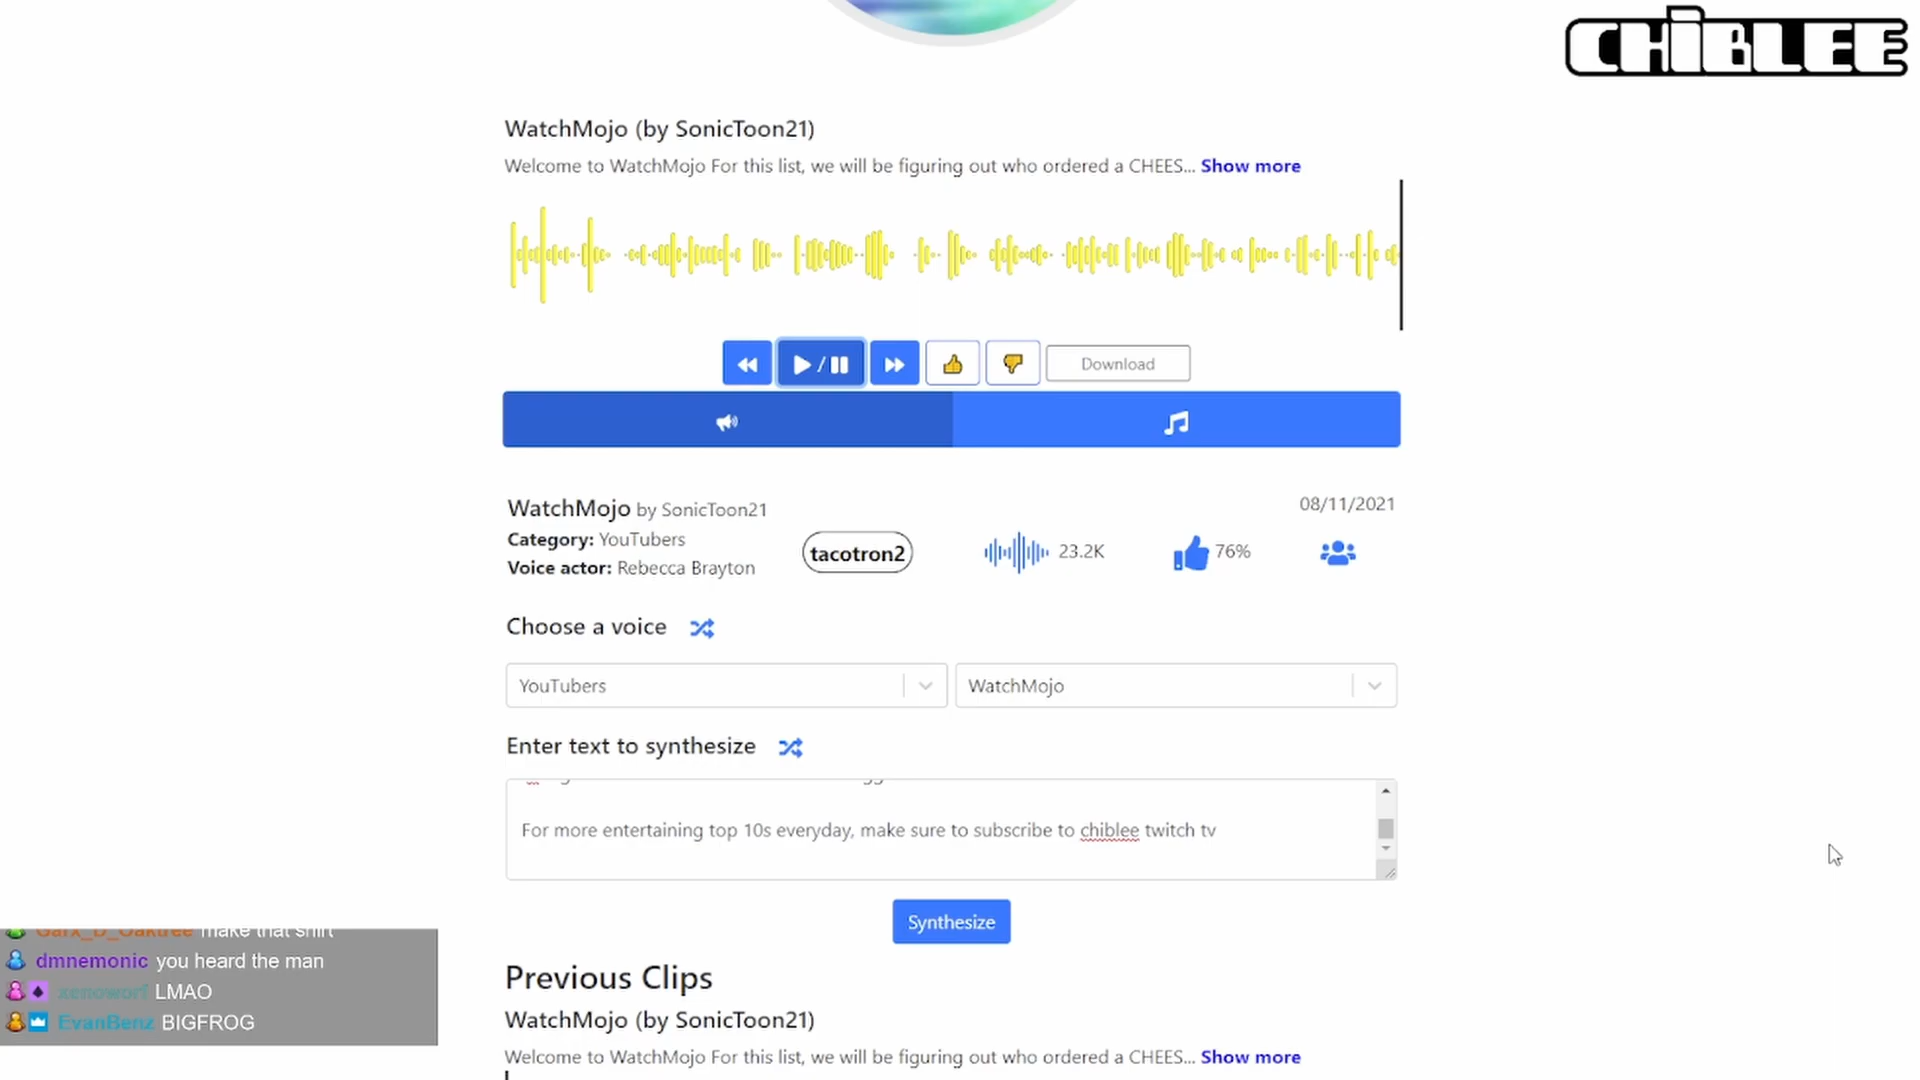 CHiBLEE
WatchMojo (by SonicToon21)
Welcome to WatchMojo For this list, we will be figuring out who ordered a CHEES... Show more
Download
WatchMojo by SonicToon21
08/11/2021
Category: YouTubers
Voice actor: Rebecca Brayton
tacotron2
23.2K
76%
Choose a voice
YouTubers
WatchMojo
Enter text to synthesize
For more entertaining top 10s everyday, make sure to subscribe to chiblee twitch tv
Synthesize
make that shirt
dmnemonic you heard the man
LMAO
EvanBenz BIGFROG
Previous Clips
WatchMojo (by SonicToon21)
Welcome to WatchMojo For this list, we will be figuring out who ordered a CHEES... Show more